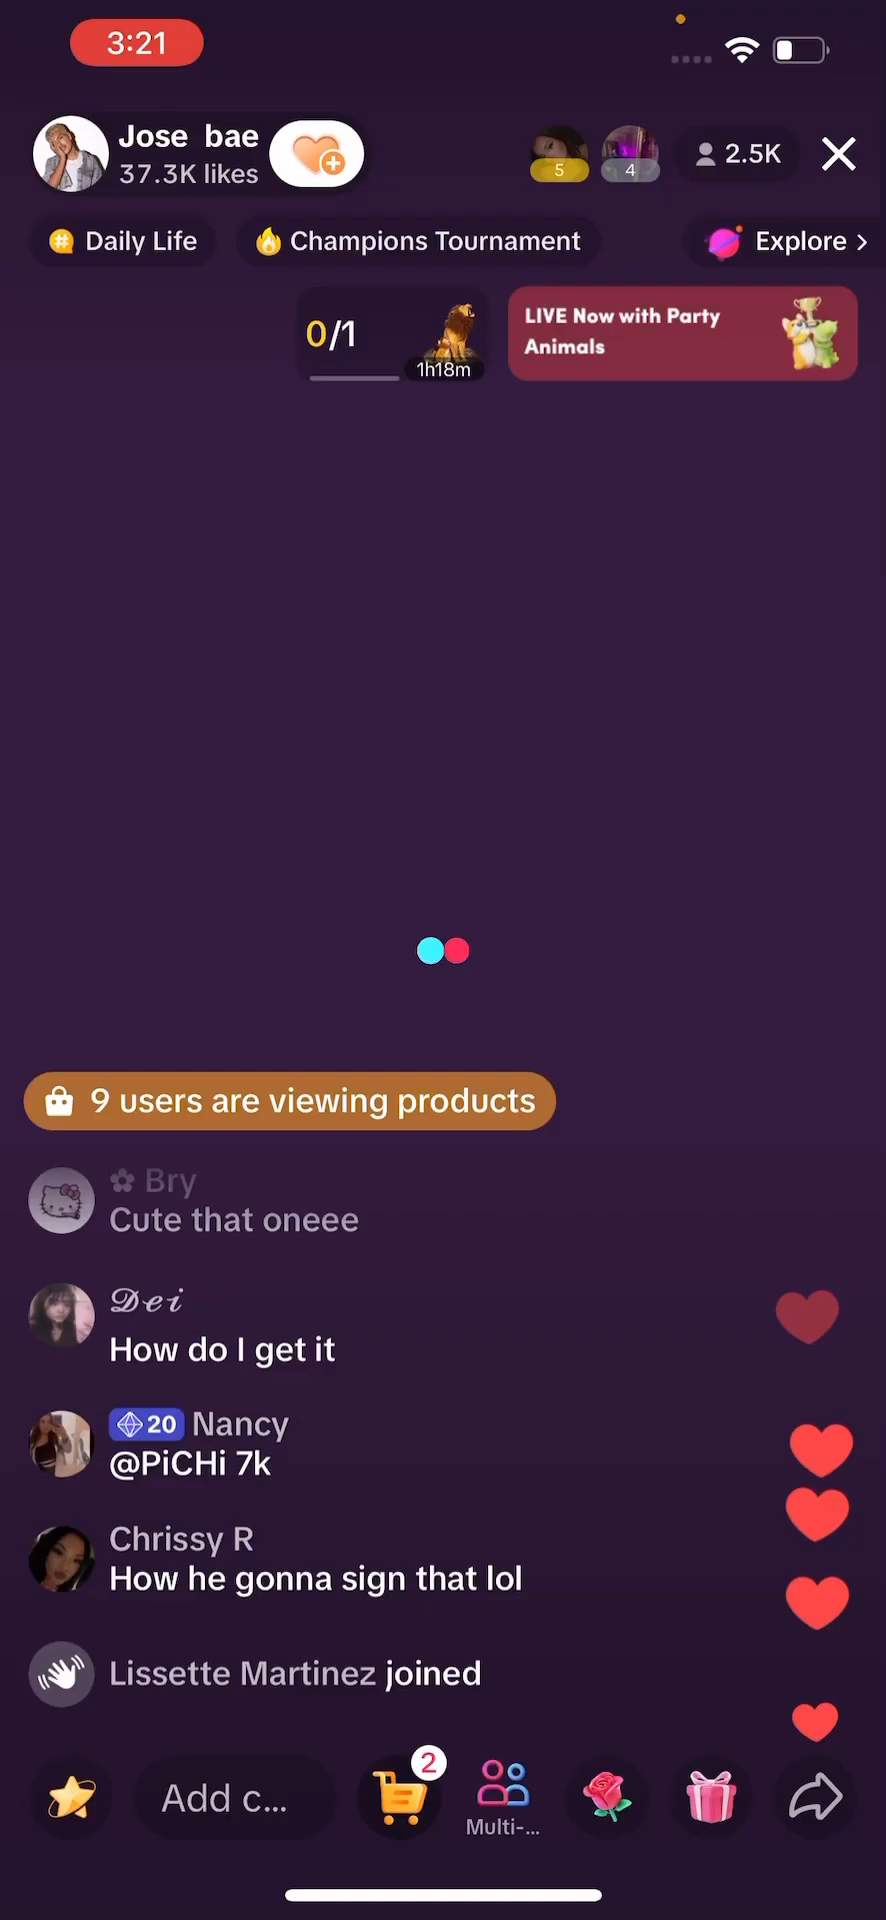 3:21
Jose bae
37.3K likes
5
4
2.5K
Daily Life
Champions Tournament
Explore >
0/1
1h18m
LIVE Now with Party
Animals
9 users are viewing products
✿ Bry
Cute that oneee
𝒟𝑒𝒾
How do I get it
20 Nancy
@PiCHi 7k
Chrissy R
How he gonna sign that lol
Lissette Martinez joined
Add c...
2
Multi-...